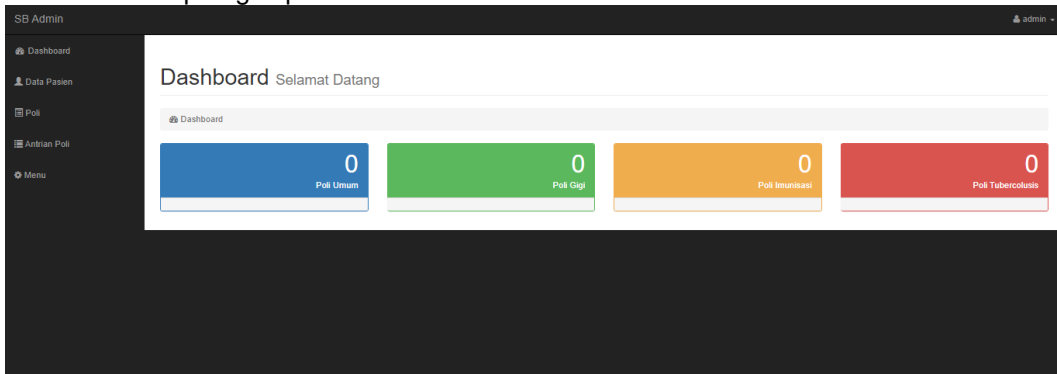 SB Admin
admin
Dashboard
Data Pasien
Poli
Antrian Poli
Menu
Dashboard Selamat Datang
Dashboard
0
Poli Umum
0
Poli Gigi
0
Poli Imunisasi
0
Poli Tubercolusis